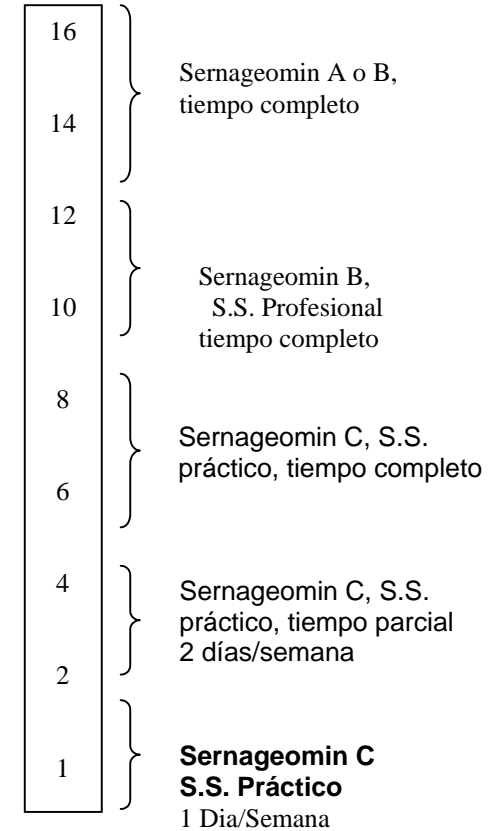 16
Sernageomin A o B,
tiempo completo
14
12
Sernageomin B,
S.S. Profesional
10
tiempo completo
8
Sernageomin C, S.S.
práctico, tiempo completo
6
4
Sernageomin C, S.S.
práctico, tiempo parcial
2 días/semana
2
1
Sernageomin C
S.S. Práctico
1 Dia/Semana